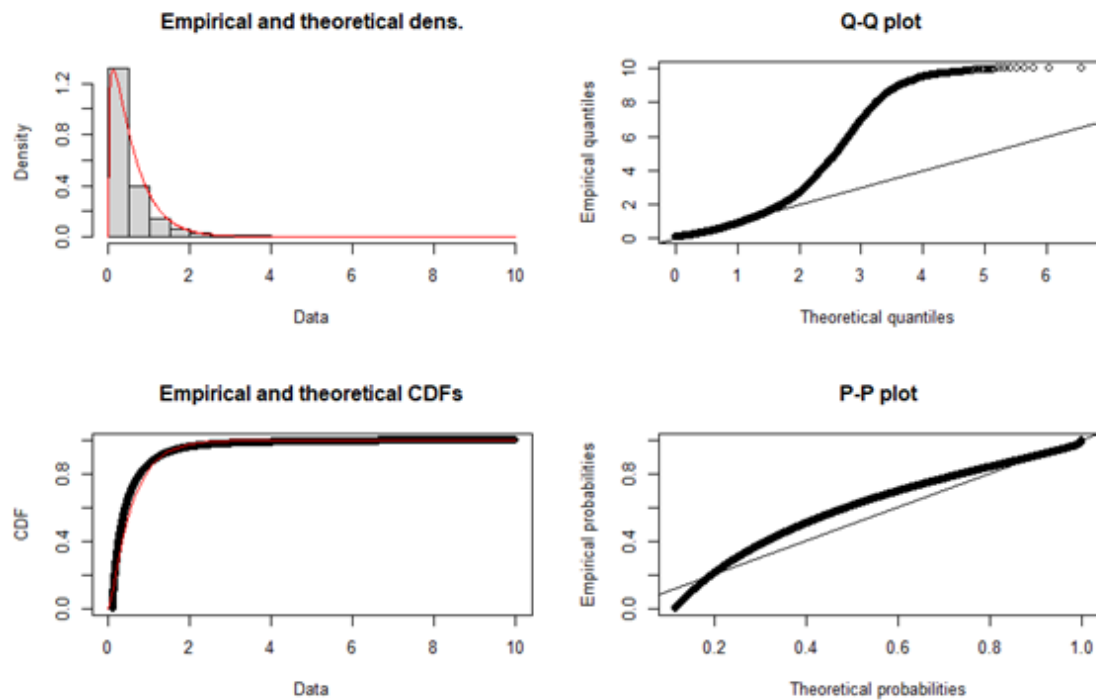 Empirical and theoretical dens.
Density
0.0 0.4 0.8 1.2
0 2 4 6 8 10
Data
Q-Q plot
Empirical quantiles
0 2 4 6 8 10
0 1 2 3 4 5 6
Theoretical quantiles
Empirical and theoretical CDFs
CDF
0.0 0.4 0.8
0 2 4 6 8 10
Data
P-P plot
Empirical probabilities
0.0 0.4 0.8
0.2 0.4 0.6 0.8 1.0
Theoretical probabilities